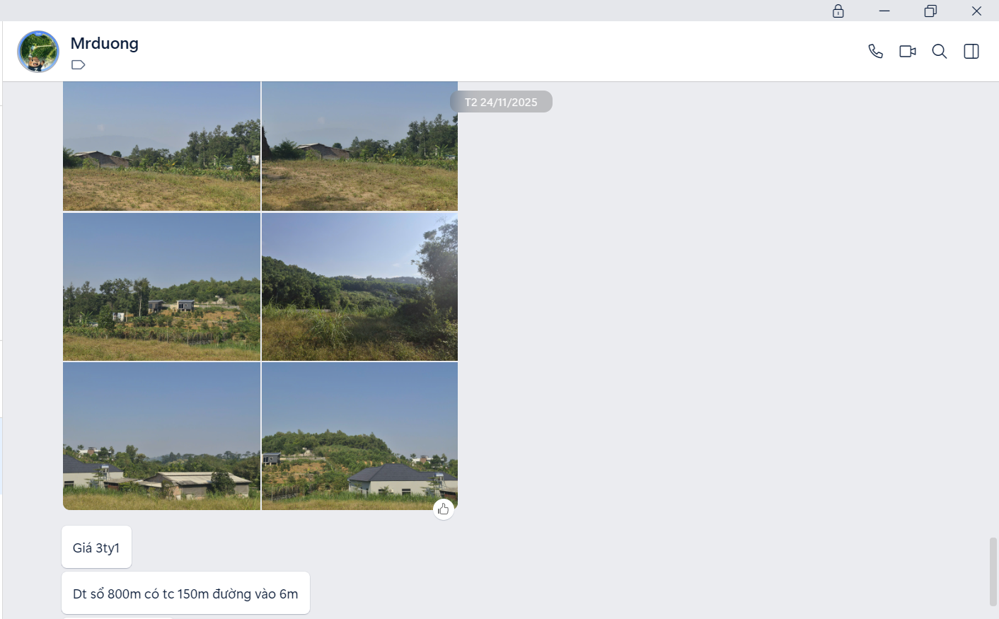 Mrduong
T2 24/11/2025
Giá 3ty1
Dt sổ 800m có tc 150m đường vào 6m